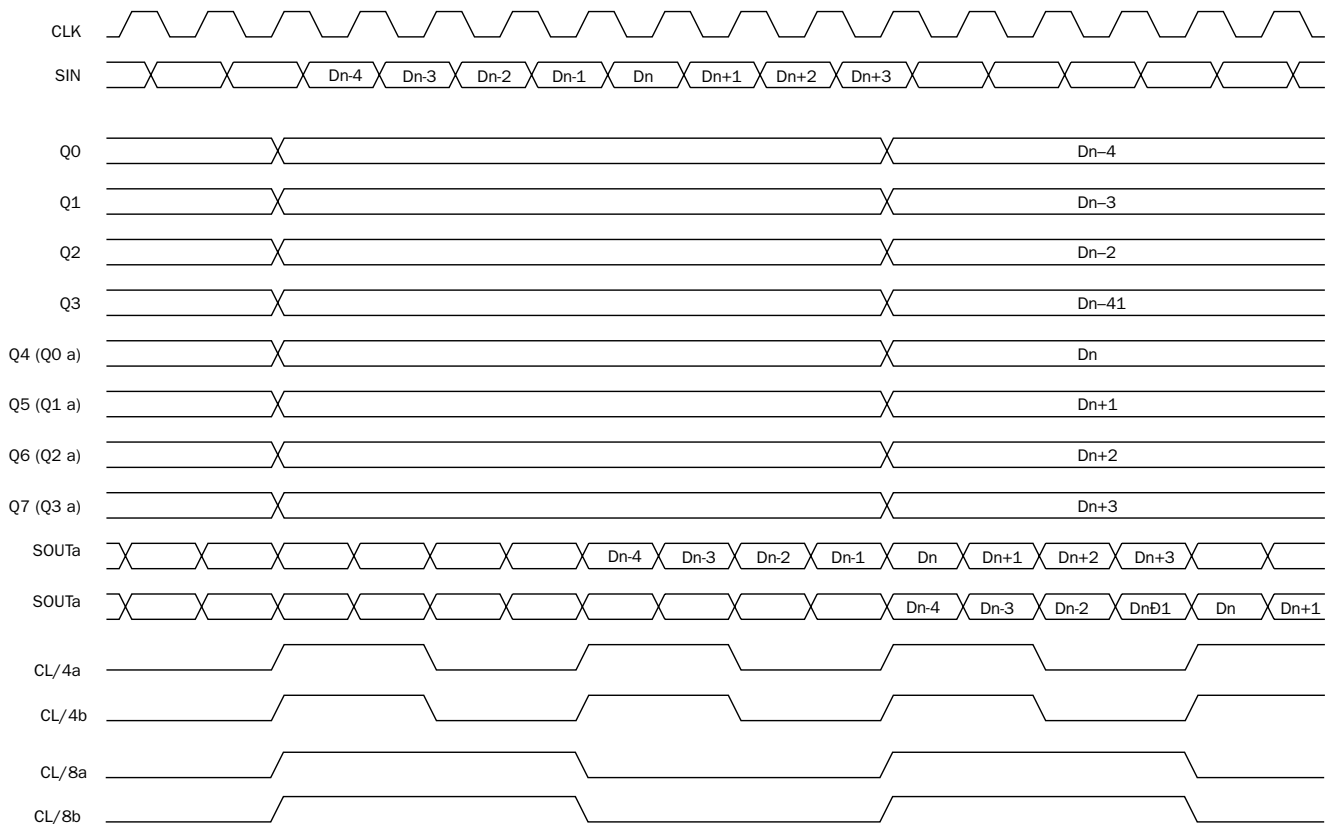 CLK
SIN Dn-4 Dn-3 Dn-2 Dn-1 Dn Dn+1 Dn+2 Dn+3
Q0 Dn–4
Q1 Dn–3
Q2 Dn–2
Q3 Dn–41
Q4 (Q0 a) Dn
Q5 (Q1 a) Dn+1
Q6 (Q2 a) Dn+2
Q7 (Q3 a) Dn+3
SOUTa Dn-4 Dn-3 Dn-2 Dn-1 Dn Dn+1 Dn+2 Dn+3
SOUTa Dn-4 Dn-3 Dn-2 DnÐ1 Dn Dn+1
CL/4a
CL/4b
CL/8a
CL/8b